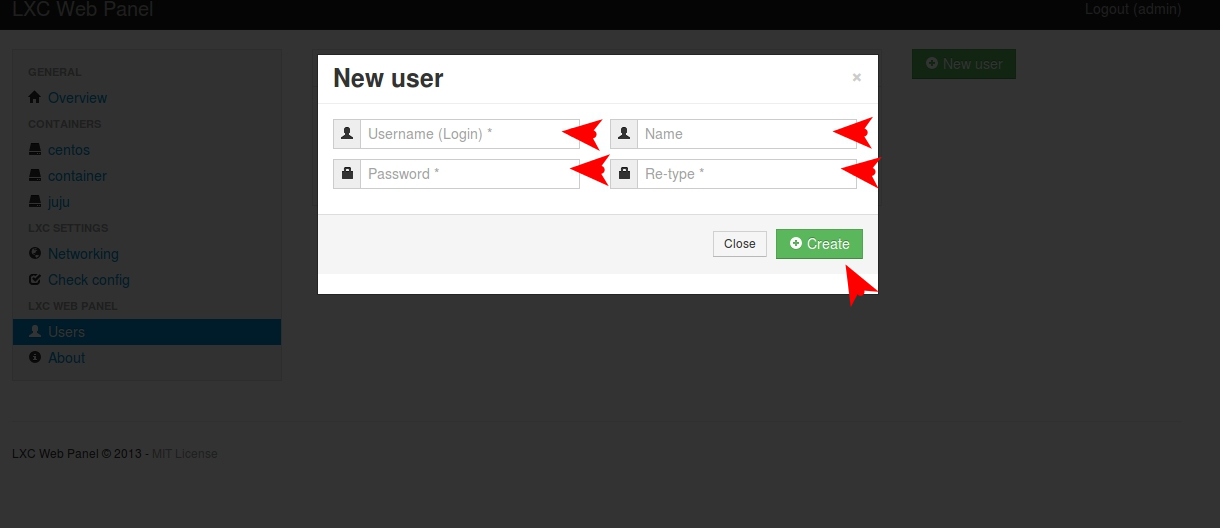 LXC Web Panel
Logout (admin)
GENERAL
Overview
CONTAINERS
centos
container
juju
LXC SETTINGS
Networking
Check config
LXC WEB PANEL
Users
About
New user
New user
×
Username (Login) *
Name
Password *
Re-type *
Close
Create
LXC Web Panel © 2013 - MIT License